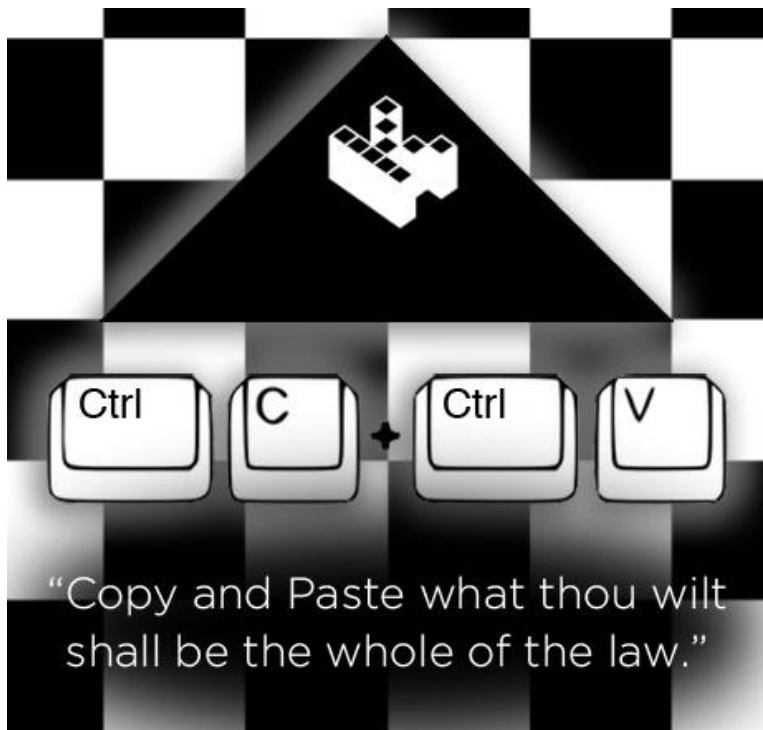 Ctrl C Ctrl V
“Copy and Paste what thou wilt
shall be the whole of the law.”